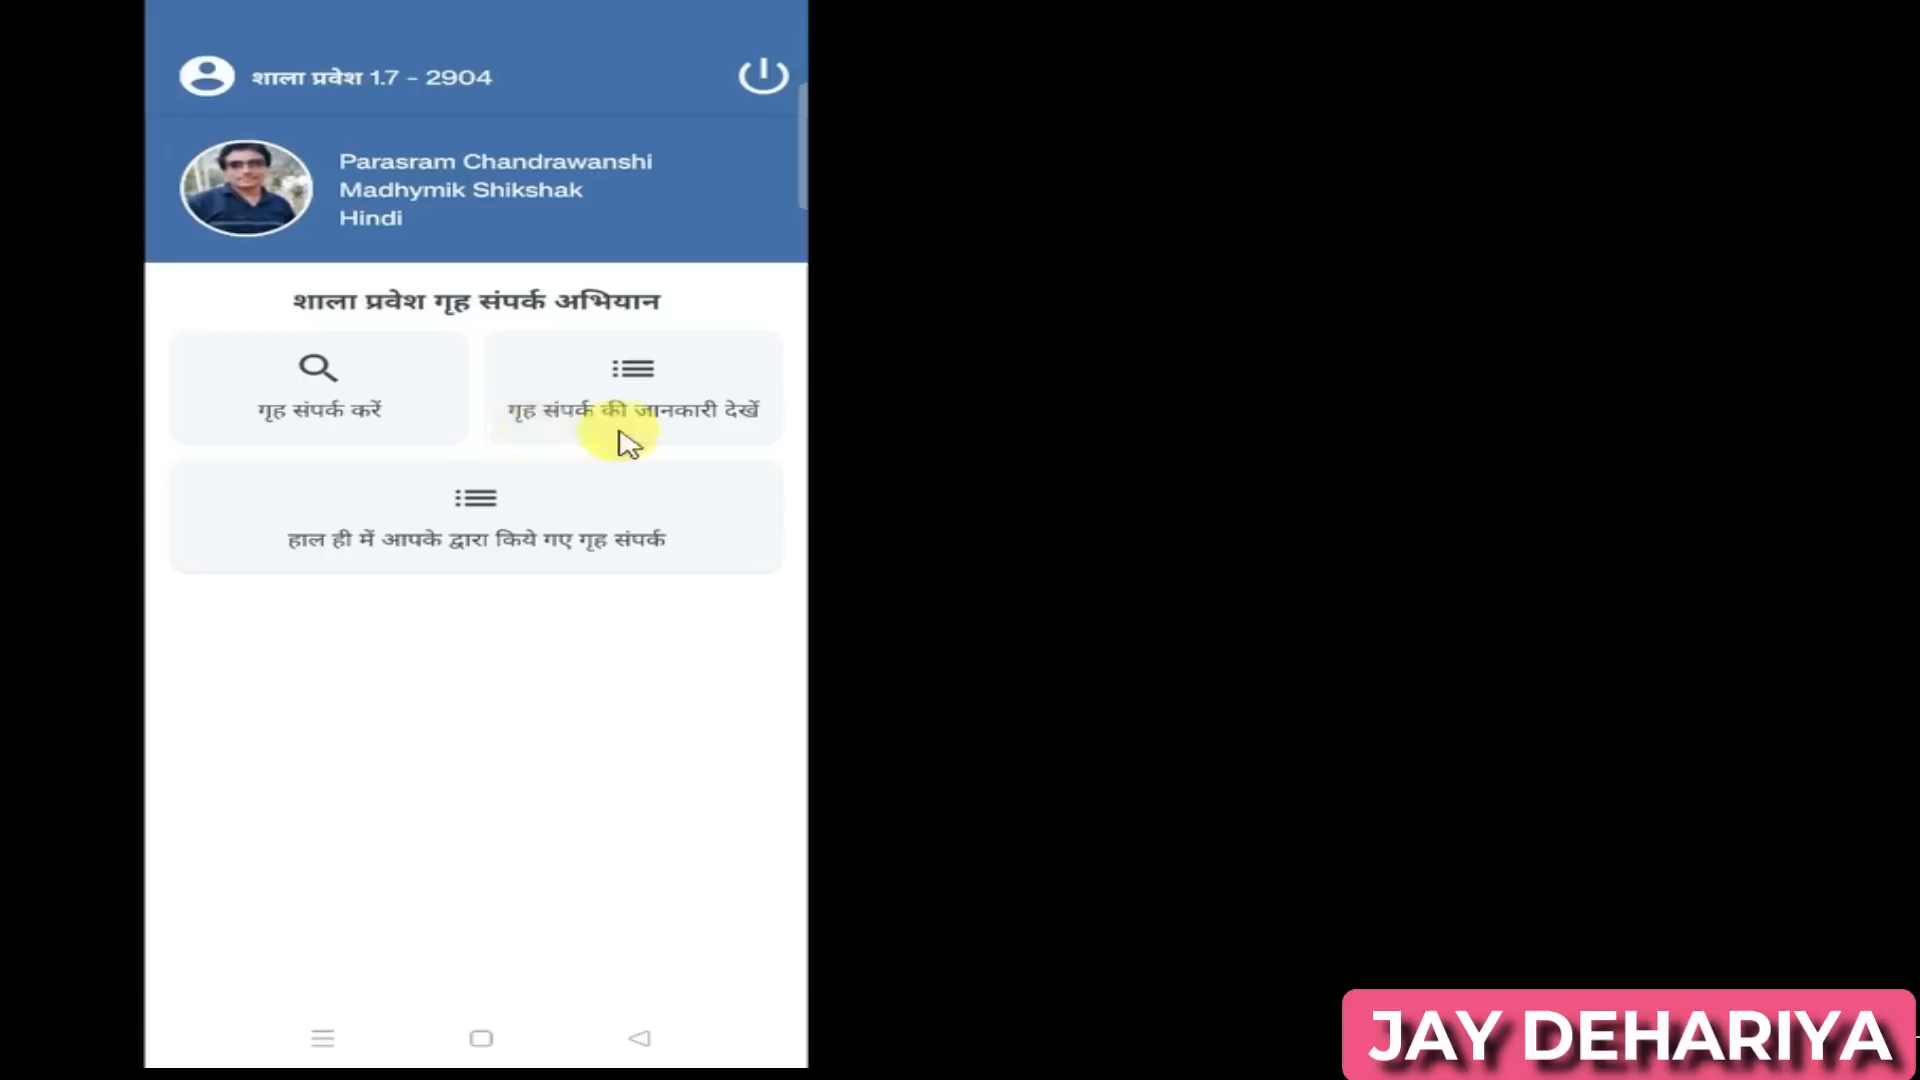 शाला प्रवेश 1.7 - 2904
Parasram Chandrawanshi
Madhymik Shikshak
Hindi
शाला प्रवेश गृह संपर्क अभियान
गृह संपर्क करें
गृह संपर्क की जानकारी देखें
हाल ही में आपके द्वारा किये गए गृह संपर्क
JAY DEHARIYA